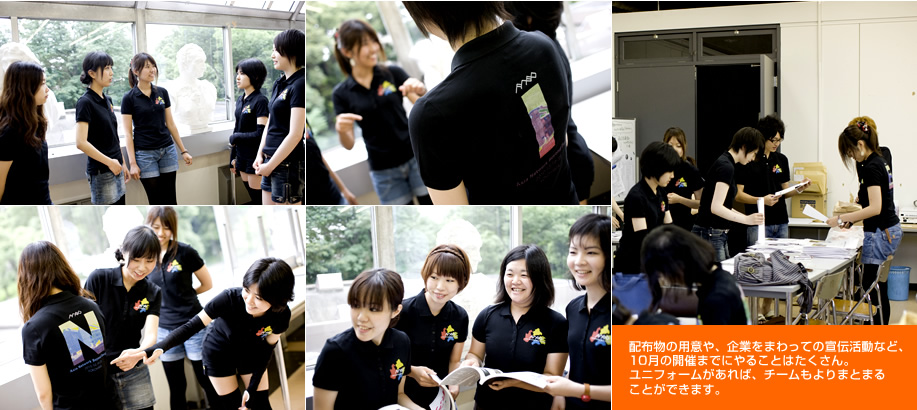 N
配布物の用意や、企業をまわっての宣伝活動など、
10月の開催までにやることはたくさん。
ユニフォームがあれば、チームもよりまとまる
ことができます。